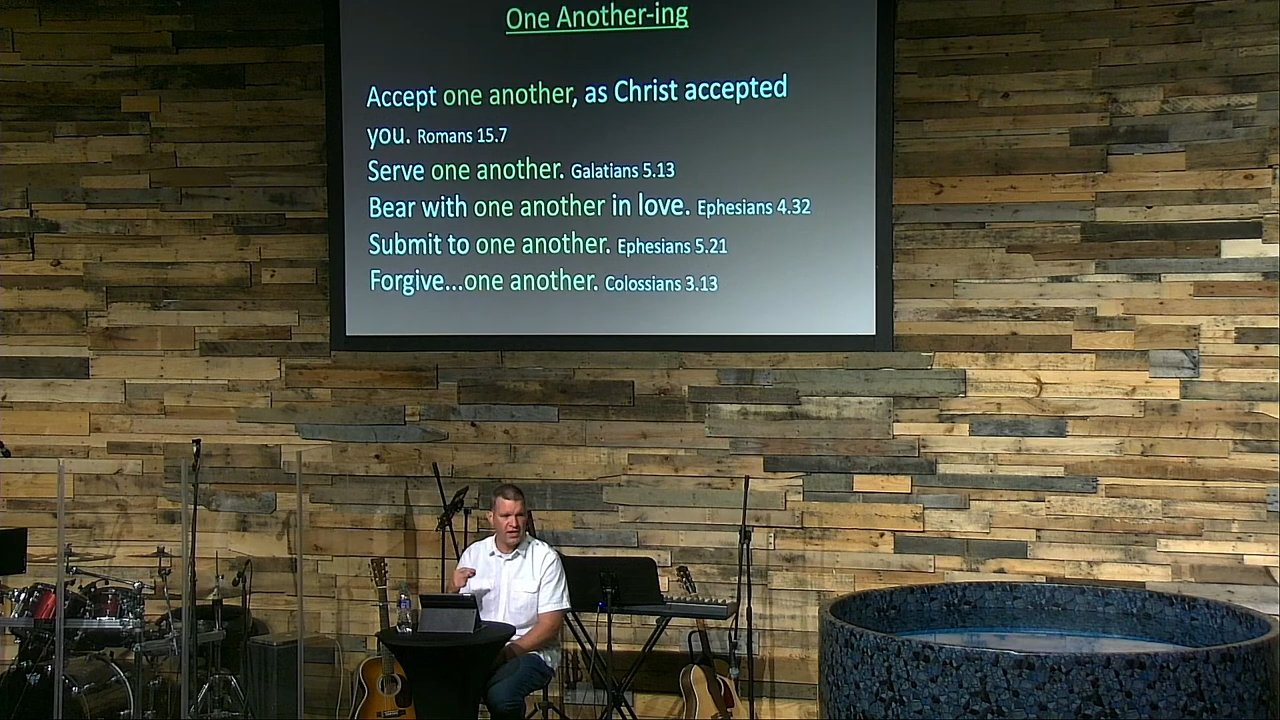 One Another-ing
Accept one another, as Christ accepted
you. Romans 15.7
Serve one another. Galatians 5.13
Bear with one another in love. Ephesians 4.32
Submit to one another. Ephesians 5.21
Forgive...one another. Colossians 3.13